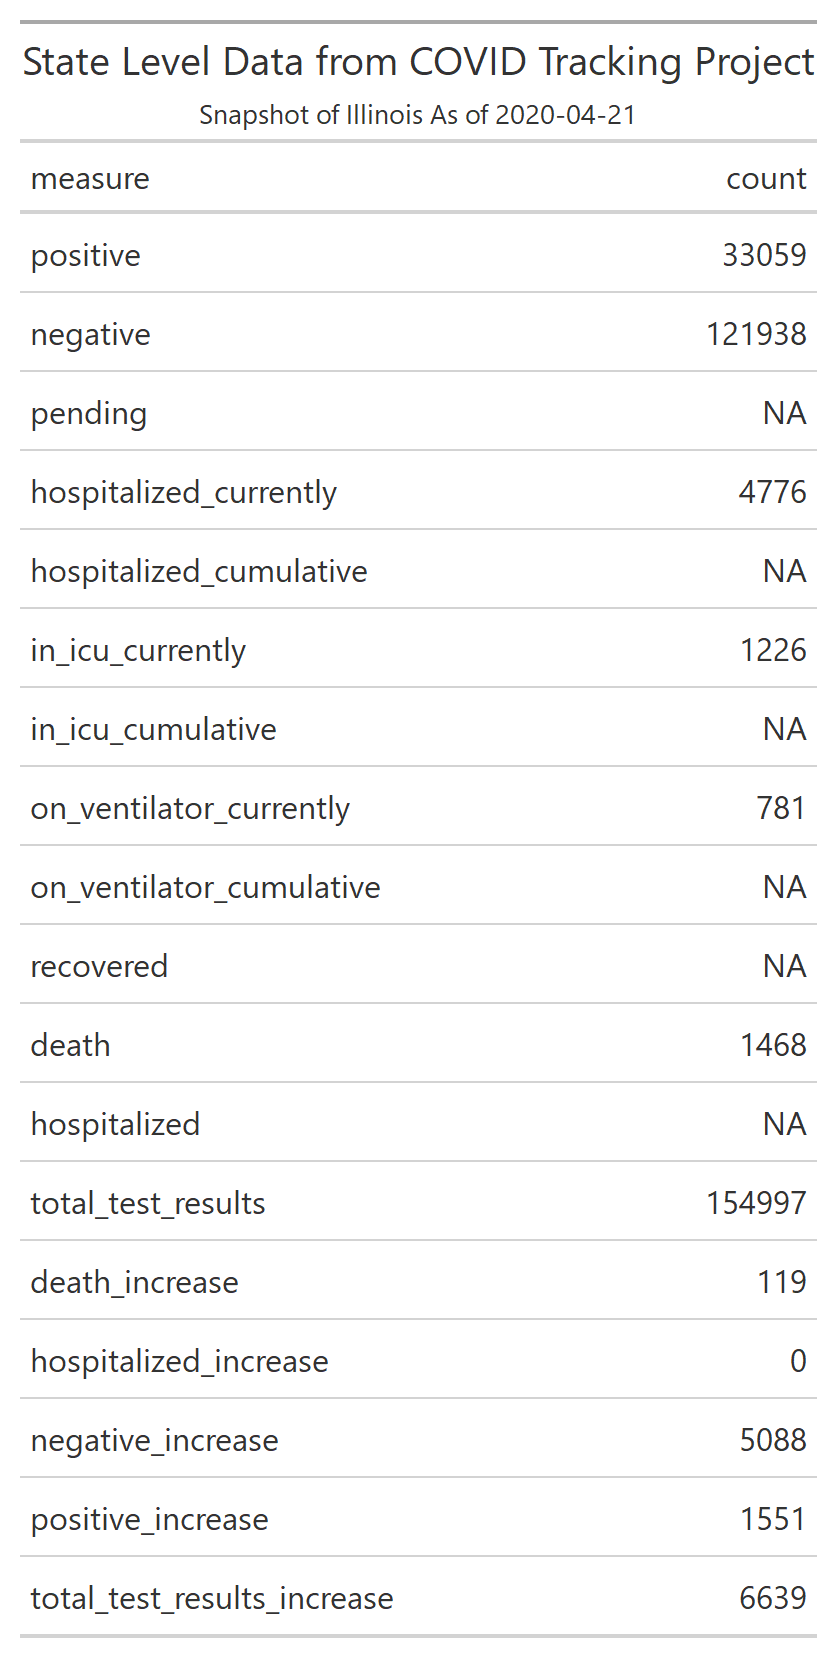 State Level Data from COVID Tracking Project
Snapshot of Illinois As of 2020-04-21
measure count
positive 33059
negative 121938
pending NA
hospitalized_currently 4776
hospitalized_cumulative NA
in_icu_currently 1226
in_icu_cumulative NA
on_ventilator_currently 781
on_ventilator_cumulative NA
recovered NA
death 1468
hospitalized NA
total_test_results 154997
death_increase 119
hospitalized_increase 0
negative_increase 5088
positive_increase 1551
total_test_results_increase 6639